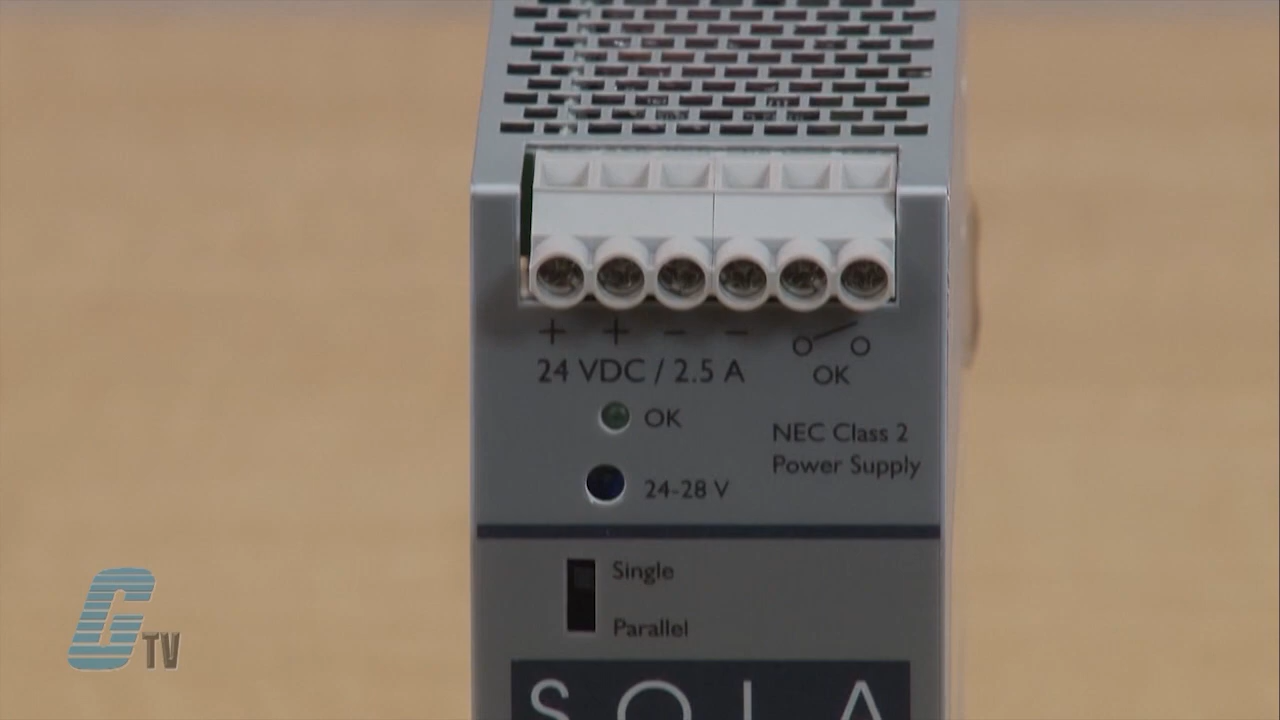 + + − −
24 VDC / 2.5 A
OK
OK
24-28 V
NEC Class 2
Power Supply
Single
Parallel
SOLA
G TV